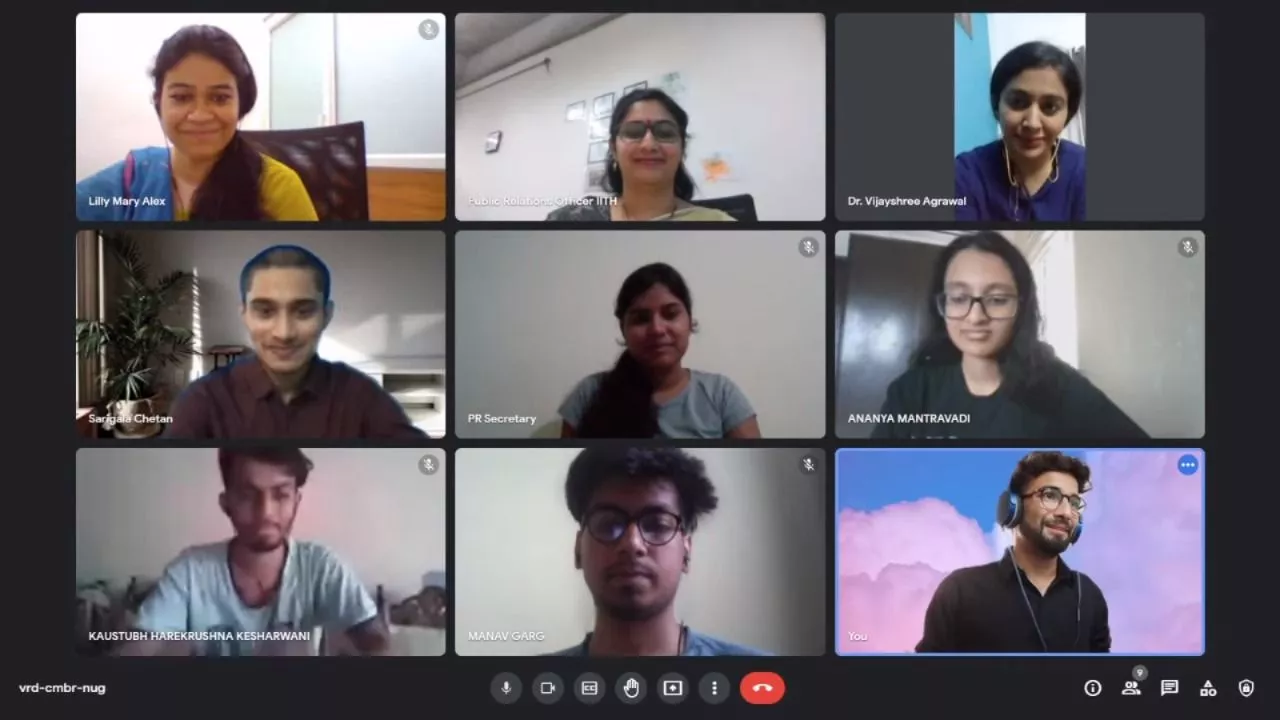 Lilly Mary Alex
Public Relations Officer IITH
Dr. Vijayshree Agrawal
Sarigala Chetan
PR Secretary
ANANYA MANTRAVADI
KAUSTUBH HAREKRUSHNA KESHARWANI
MANAV GARG
You
vrd-cmbr-nug
CC
9